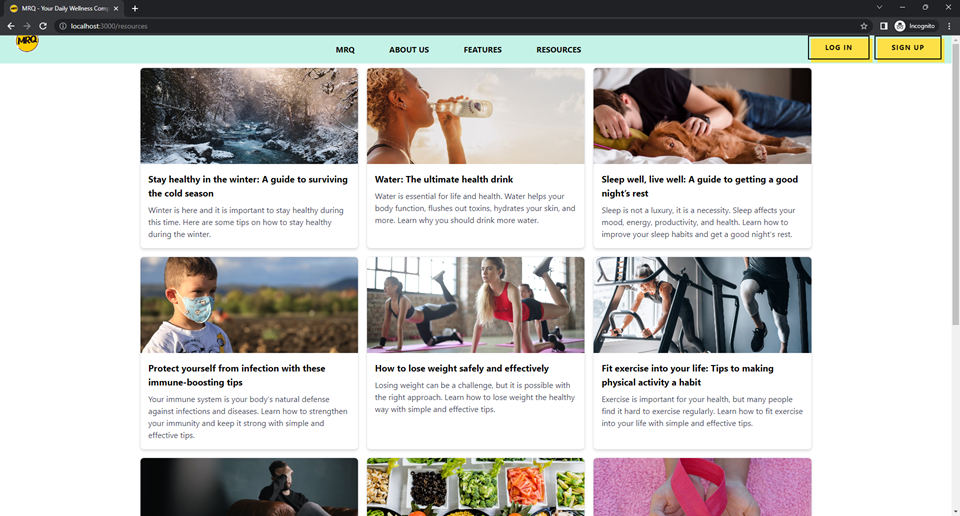 MRQ - Your Daily Wellness Comp
localhost:3000/resources
Incognito
MRQ
MRQ
ABOUT US
FEATURES
RESOURCES
LOG IN
SIGN UP
Stay healthy in the winter: A guide to surviving
the cold season
Winter is here and it is important to stay healthy during
this time. Here are some tips on how to stay healthy
during the winter.
Water: The ultimate health drink
Water is essential for life and health. Water helps your
body function, flushes out toxins, hydrates your skin, and
more. Learn why you should drink more water.
Sleep well, live well: A guide to getting a good
night's rest
Sleep is not a luxury, it is a necessity. Sleep affects your
mood, energy, productivity, and health. Learn how to
improve your sleep habits and get a good night's rest.
Protect yourself from infection with these
immune-boosting tips
Your immune system is your body's natural defense
against infections and diseases. Learn how to strengthen
your immunity and keep it strong with simple and
effective tips.
How to lose weight safely and effectively
Losing weight can be a challenge, but it is possible with
the right approach. Learn how to lose weight the healthy
way with simple and effective tips.
Fit exercise into your life: Tips to making
physical activity a habit
Exercise is important for your health, but many people
find it hard to exercise regularly. Learn how to fit exercise
into your life with simple and effective tips.